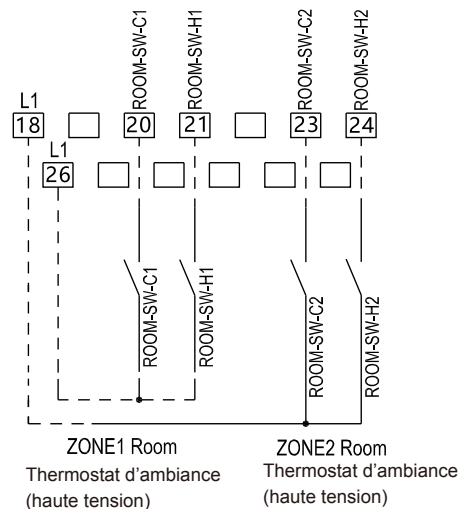 ROOM-SW-C1
ROOM-SW-H1
ROOM-SW-C2
ROOM-SW-H2
L1
18
20
21
23
24
L1
26
ROOM-SW-C1
ROOM-SW-H1
ROOM-SW-C2
ROOM-SW-H2
ZONE1 Room
Thermostat d’ambiance
(haute tension)
ZONE2 Room
Thermostat d’ambiance
(haute tension)